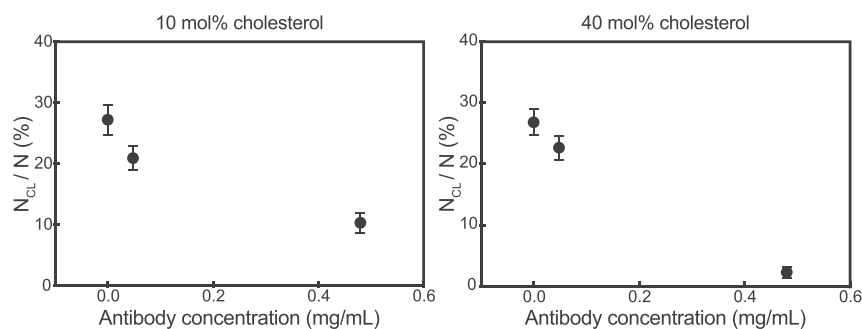 10 mol% cholesterol
40
30
20
10
0
N_CL / N (%)
0.0 0.2 0.4 0.6
Antibody concentration (mg/mL)
40 mol% cholesterol
40
30
20
10
0
N_CL / N (%)
0.0 0.2 0.4 0.6
Antibody concentration (mg/mL)